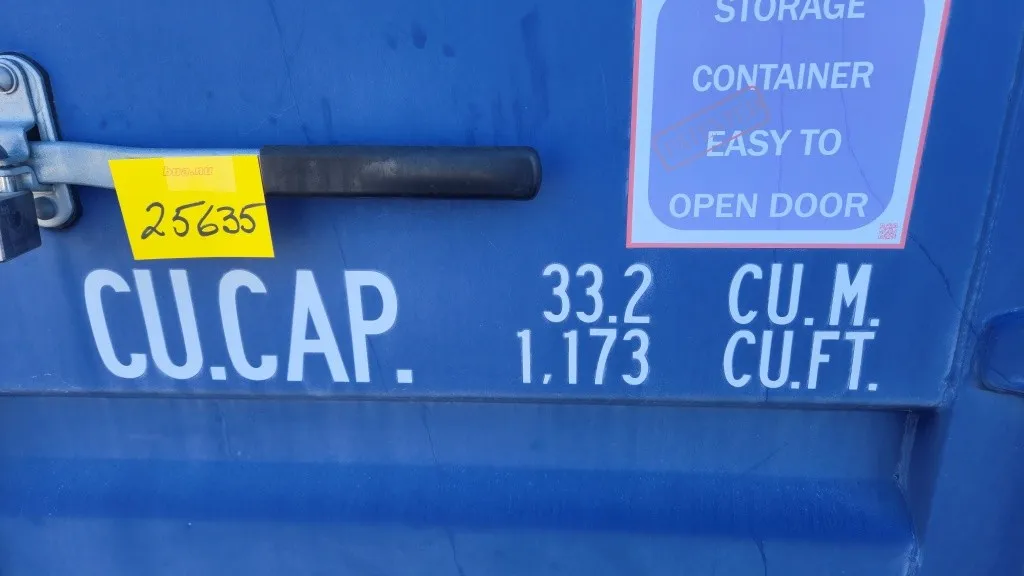 STORAGE
CONTAINER
EASY TO
OPEN DOOR
25635
CU.CAP. 33.2 CU.M.
1,173 CU.FT.